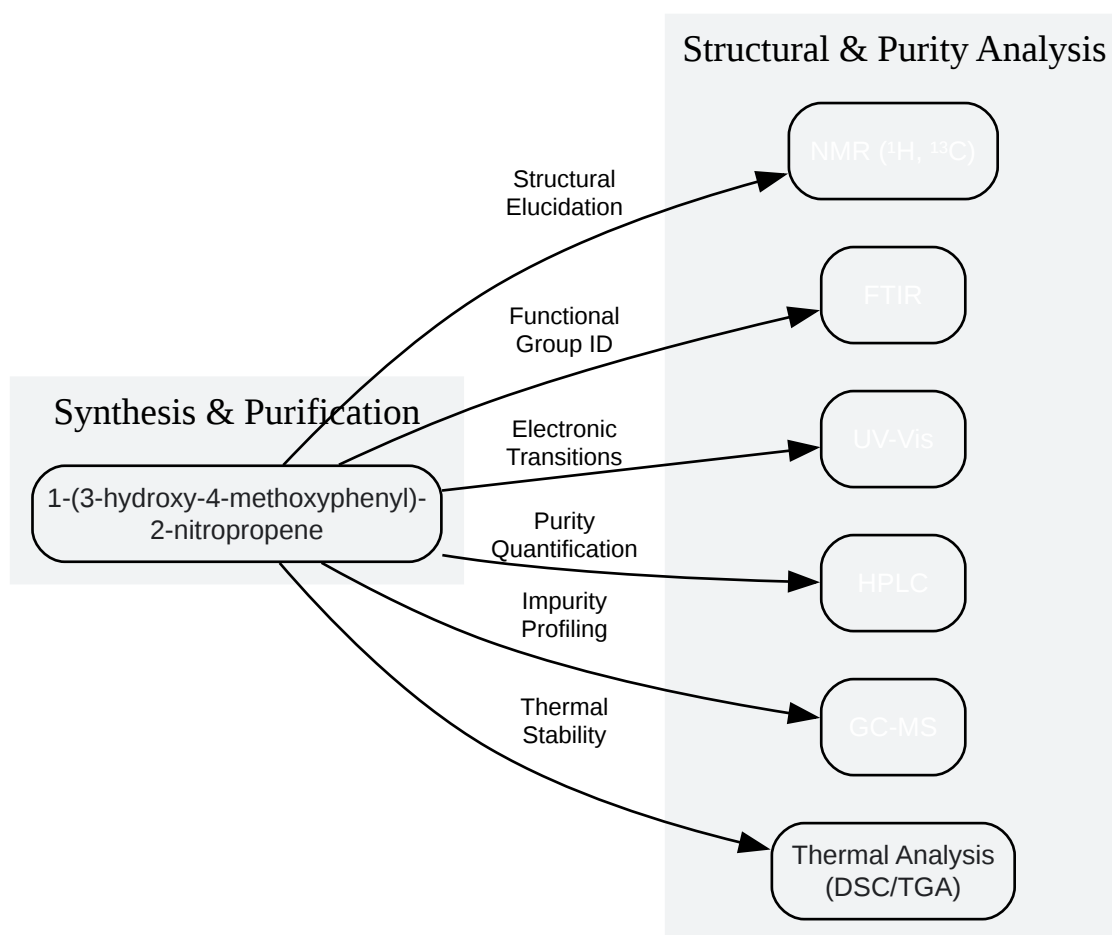 Structural & Purity Analysis
NMR (¹H, ¹³C)
Structural
Elucidation
FTIR
Functional
Group ID
Synthesis & Purification
Electronic
Transitions
UV-Vis
1-(3-hydroxy-4-methoxyphenyl)-
2-nitropropene
Purity
Quantification
HPLC
Impurity
Profiling
GC-MS
Thermal
Stability
Thermal Analysis
(DSC/TGA)